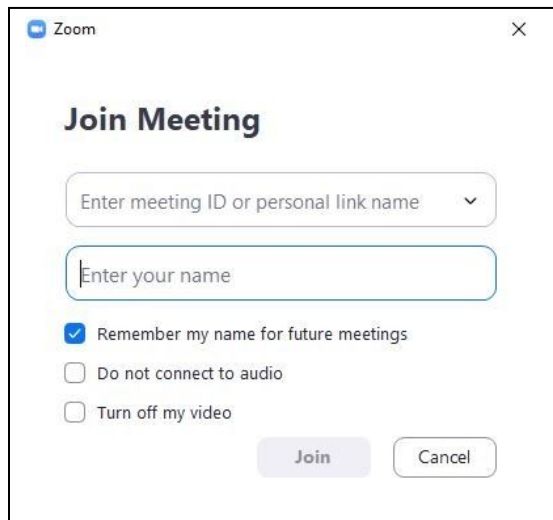 Zoom
Join Meeting
Enter meeting ID or personal link name
Enter your name
Remember my name for future meetings
Do not connect to audio
Turn off my video
Join Cancel